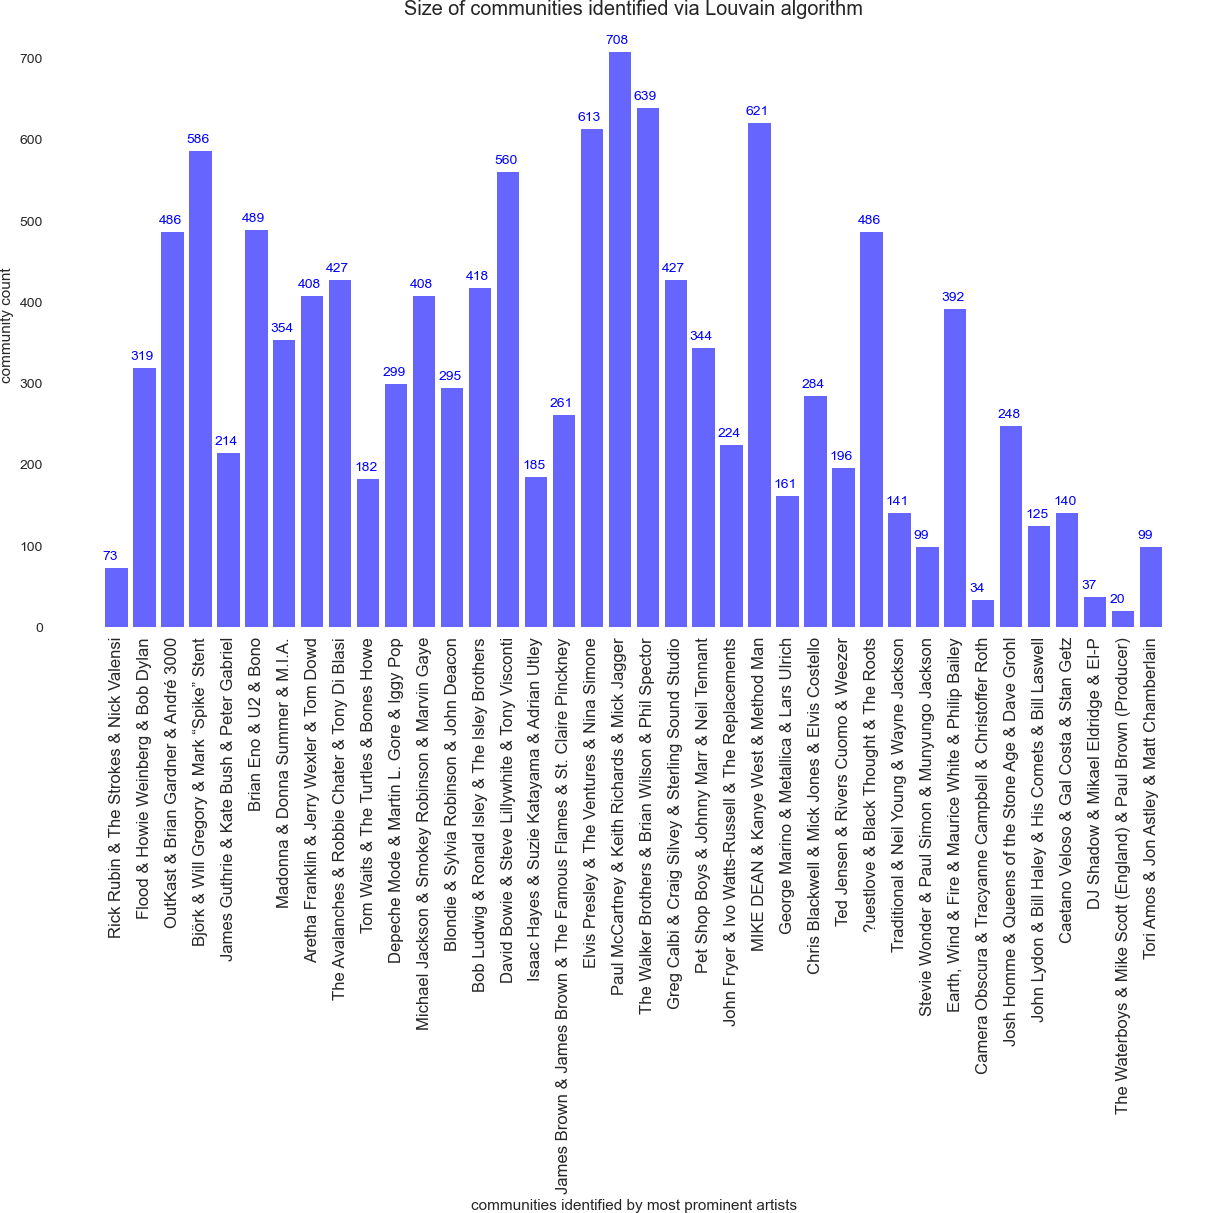 Size of communities identified via Louvain algorithm
community count
700
600
500
400
300
200
100
0
73
319
486
586
214
489
354
408
427
182
299
408
295
418
560
185
261
613
708
639
427
344
224
621
161
284
196
486
141
99
392
34
248
125
140
37
20
99
Rick Rubin & The Strokes & Nick Valensi
Flood & Howie Weinberg & Bob Dylan
OutKast & Brian Gardner & André 3000
Björk & Will Gregory & Mark “Spike” Stent
James Guthrie & Kate Bush & Peter Gabriel
Brian Eno & U2 & Bono
Madonna & Donna Summer & M.I.A.
Aretha Franklin & Jerry Wexler & Tom Dowd
The Avalanches & Robbie Chater & Tony Di Blasi
Tom Waits & The Turtles & Bones Howe
Depeche Mode & Martin L. Gore & Iggy Pop
Michael Jackson & Smokey Robinson & Marvin Gaye
Blondie & Sylvia Robinson & John Deacon
Bob Ludwig & Ronald Isley & The Isley Brothers
David Bowie & Steve Lillywhite & Tony Visconti
Isaac Hayes & Suzie Katayama & Adrian Utley
James Brown & James Brown & The Famous Flames & St. Claire Pinckney
Elvis Presley & The Ventures & Nina Simone
Paul McCartney & Keith Richards & Mick Jagger
The Walker Brothers & Brian Wilson & Phil Spector
Greg Calbi & Craig Silvey & Sterling Sound Studio
Pet Shop Boys & Johnny Marr & Neil Tennant
John Fryer & Ivo Watts-Russell & The Replacements
MIKE DEAN & Kanye West & Method Man
George Marino & Metallica & Lars Ulrich
Chris Blackwell & Mick Jones & Elvis Costello
Ted Jensen & Rivers Cuomo & Weezer
?uestlove & Black Thought & The Roots
Traditional & Neil Young & Wayne Jackson
Stevie Wonder & Paul Simon & Munyungo Jackson
Earth, Wind & Fire & Maurice White & Philip Bailey
Camera Obscura & Tracyanne Campbell & Christoffer Roth
Josh Homme & Queens of the Stone Age & Dave Grohl
John Lydon & Bill Haley & His Comets & Bill Laswell
Caetano Veloso & Gal Costa & Stan Getz
DJ Shadow & Mikael Eldridge & El-P
The Waterboys & Mike Scott (England) & Paul Brown (Producer)
Tori Amos & Jon Astley & Matt Chamberlain
communities identified by most prominent artists